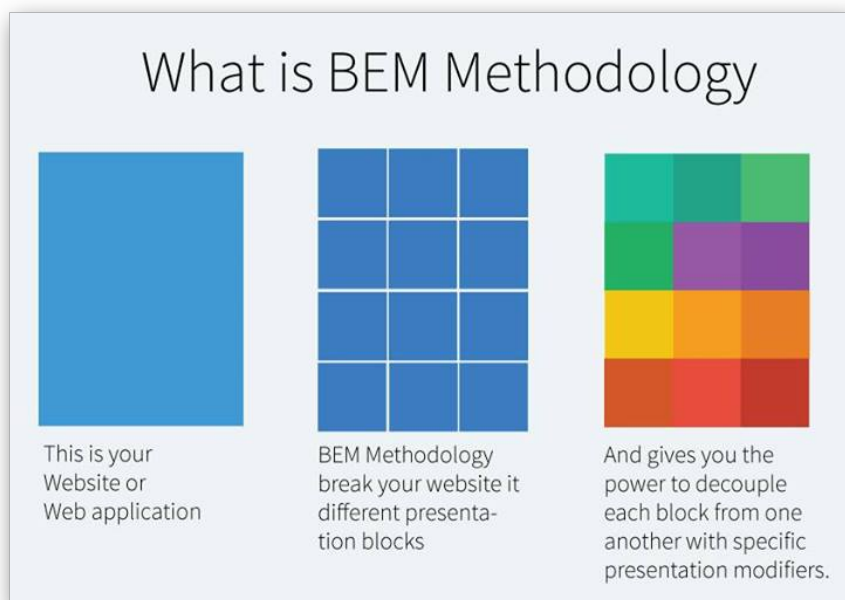 What is BEM Methodology
This is your
Website or
Web application
BEM Methodology
break your website it
different presenta-
tion blocks
And gives you the
power to decouple
each block from one
another with specific
presentation modifiers.